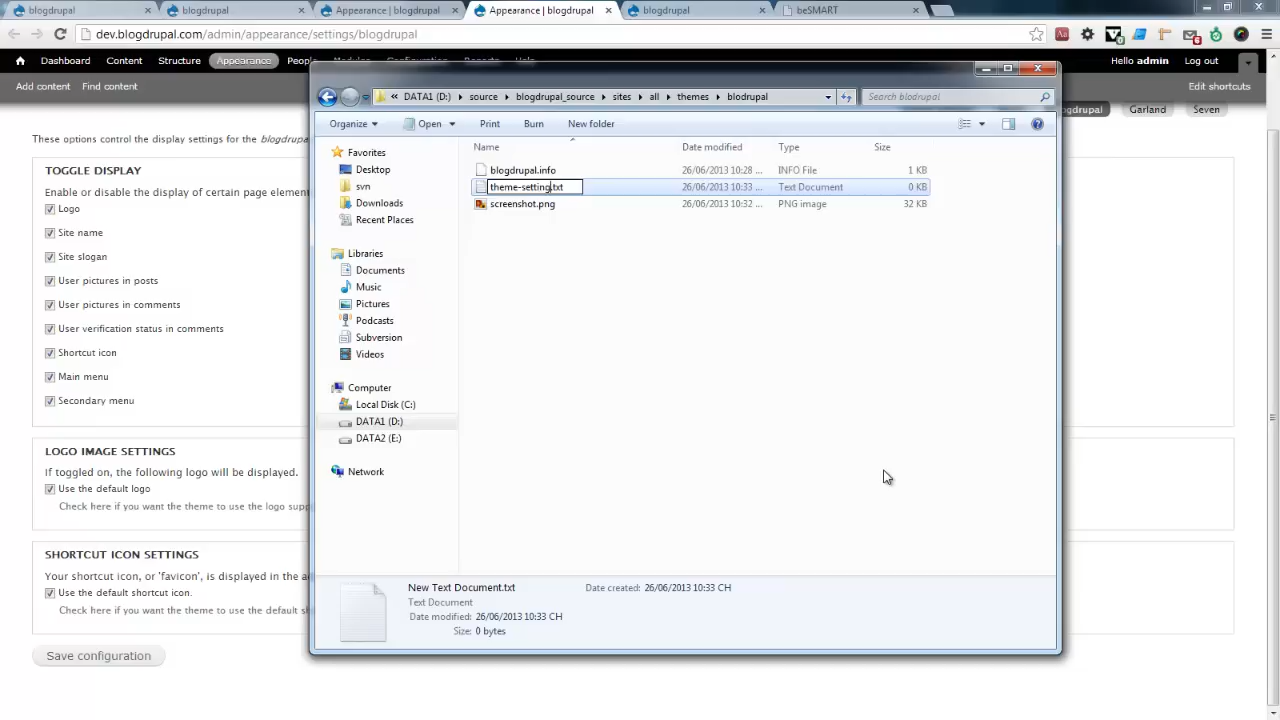 blogdrupal
blogdrupal
Appearance | blogdrupal
Appearance | blogdrupal
blogdrupal
beSMART
dev.blogdrupal.com/admin/appearance/settings/blogdrupal
Dashboard Content Structure Appearance People Modules Configuration Reports Help
Hello admin Log out
Add content Find content
Edit shortcuts
Garland Seven
These options control the display settings for the
TOGGLE DISPLAY
enable or disable the display of certain page
Logo
Site name
Site slogan
User pictures in posts
User pictures in comments
User verification status in comments
Shortcut icon
Main menu
Secondary menu
LOGO IMAGE SETTINGS
If toggled on, the following logo will be displayed.
Use the default logo
Check here if you want the theme to use the logo
SHORTCUT ICON SETTINGS
Your shortcut icon, or 'favicon', is displayed in the
Use the default shortcut icon.
Check here if you want the theme to use the default
Save configuration
« DATA1 (D:) ▸ source ▸ blogdrupal_source ▸ sites ▸ all ▸ themes ▸ blodrupal
Search blodrupal
Organize Open Print Burn New folder
Name Date modified Type Size
blogdrupal.info 26/06/2013 10:28 ... INFO File 1 KB
theme-setting.txt 26/06/2013 10:33 ... Text Document 0 KB
screenshot.png 26/06/2013 10:32 ... PNG image 32 KB
Favorites
Desktop
svn
Downloads
Recent Places
Libraries
Documents
Music
Pictures
Podcasts
Subversion
Videos
Computer
Local Disk (C:)
DATA1 (D:)
DATA2 (E:)
Network
New Text Document.txt
Date created: 26/06/2013 10:33 CH
Text Document
Date modified: 26/06/2013 10:33 CH
Size: 0 bytes